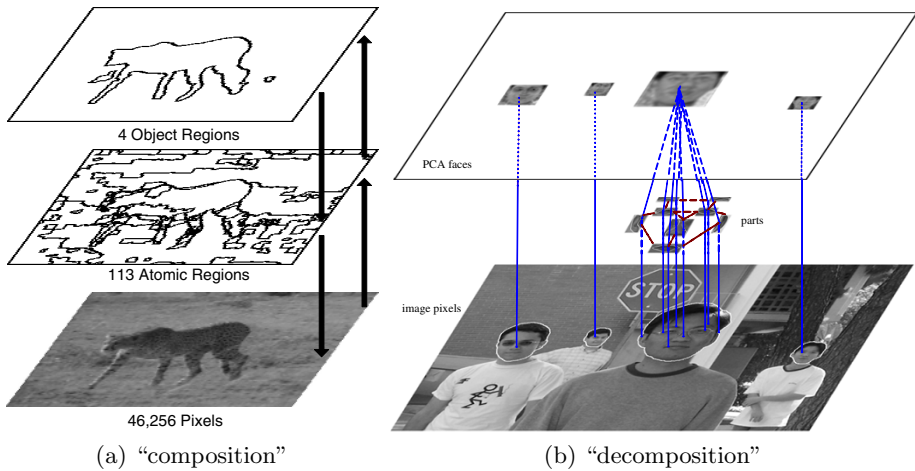 4 Object Regions
113 Atomic Regions
46,256 Pixels
(a) “composition”
PCA faces
parts
image pixels
STOP
(b) “decomposition”